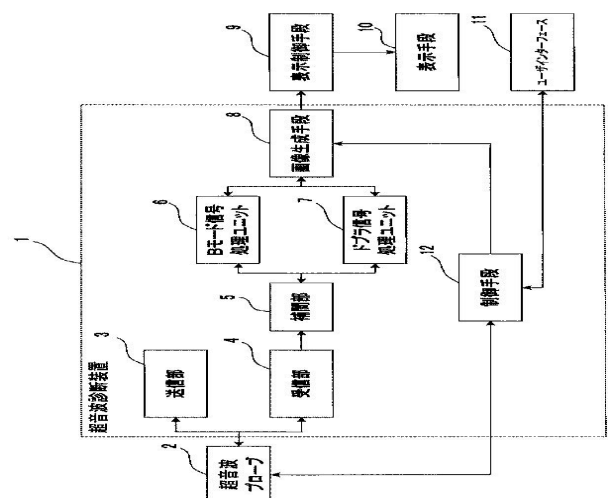 1
超音波診断装置
2
超音波
プローブ
3
送信部
4
受信部
5
補間部
6
Bモード信号
処理ユニット
7
ドプラ信号
処理ユニット
8
画像生成手段
9
表示制御手段
10
表示手段
11
ユーザインターフェース
12
制御手段